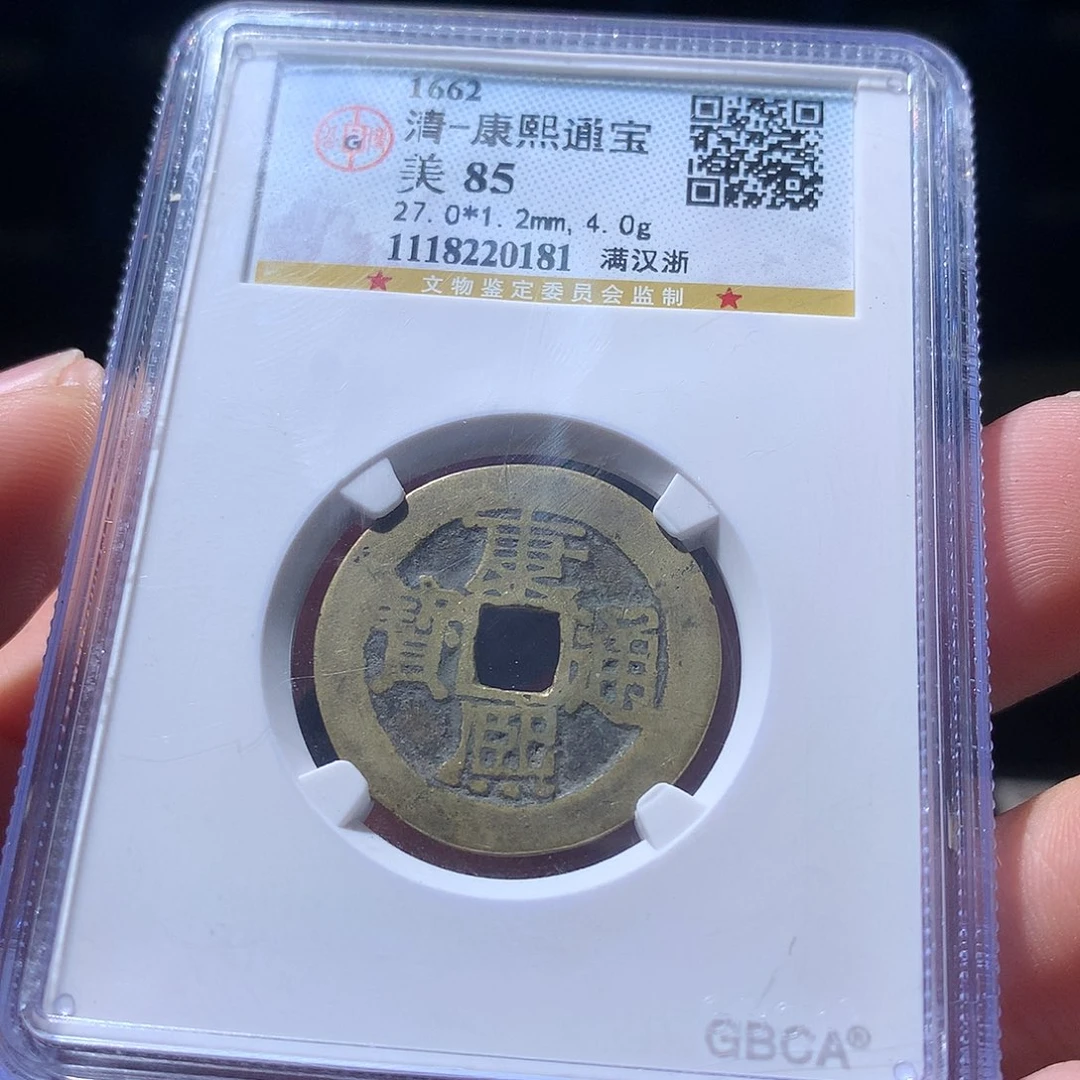 1662
清-康熙通宝
美 85
27.0*1.2mm, 4.0g
1118220181 满汉浙
文物鉴定委员会监制
G
康熙通寶
GBCA®